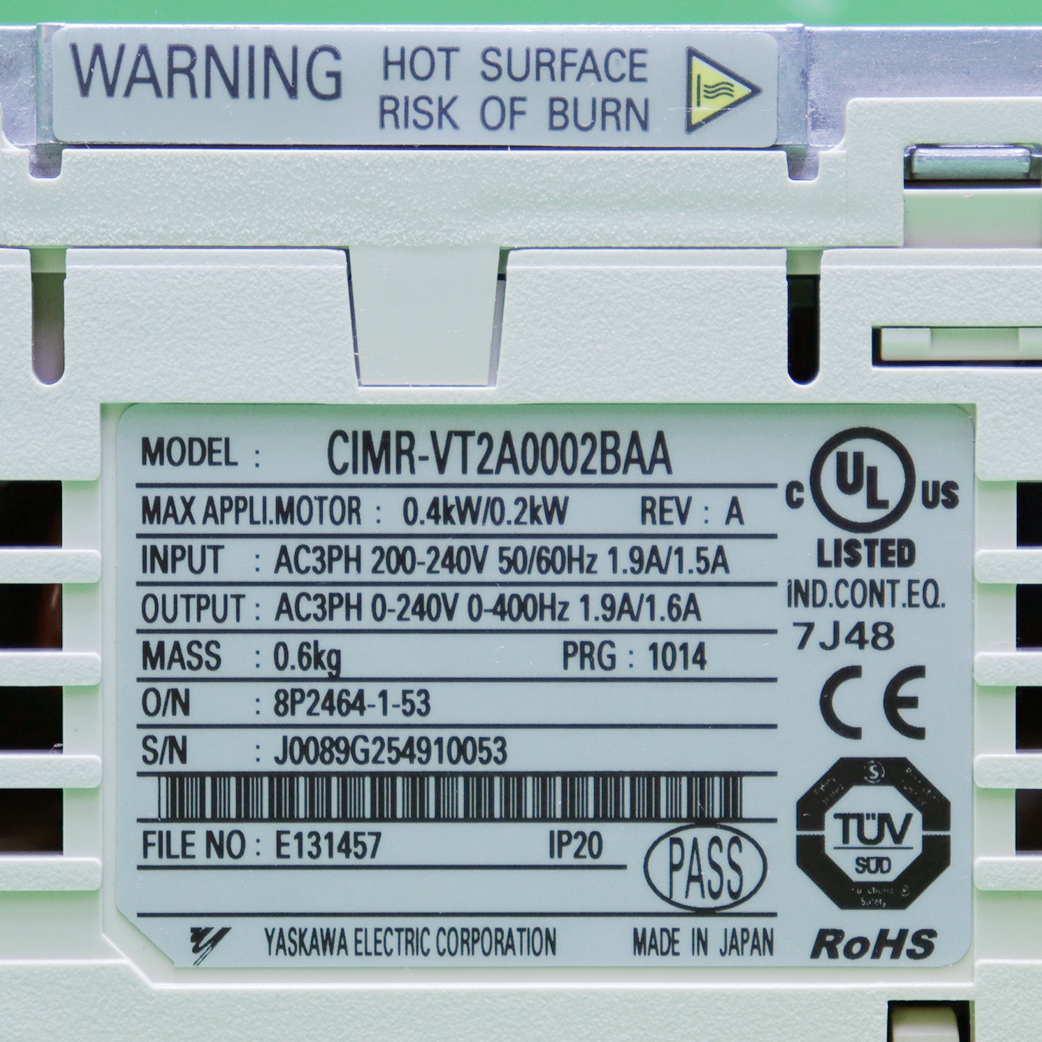 WARNING HOT SURFACE
RISK OF BURN
MODEL : CIMR-VT2A0002BAA
MAX APPLI.MOTOR : 0.4kW/0.2kW REV : A
INPUT : AC3PH 200-240V 50/60Hz 1.9A/1.5A
OUTPUT : AC3PH 0-240V 0-400Hz 1.9A/1.6A
MASS : 0.6kg PRG : 1014
O/N : 8P2464-1-53
S/N : J0089G254910053
FILE NO : E131457 IP20
PASS
YASKAWA ELECTRIC CORPORATION MADE IN JAPAN
C UL US
LISTED
IND.CONT.EQ.
7J48
CE
TÜV
SÜD
Functional
Safety
RoHS